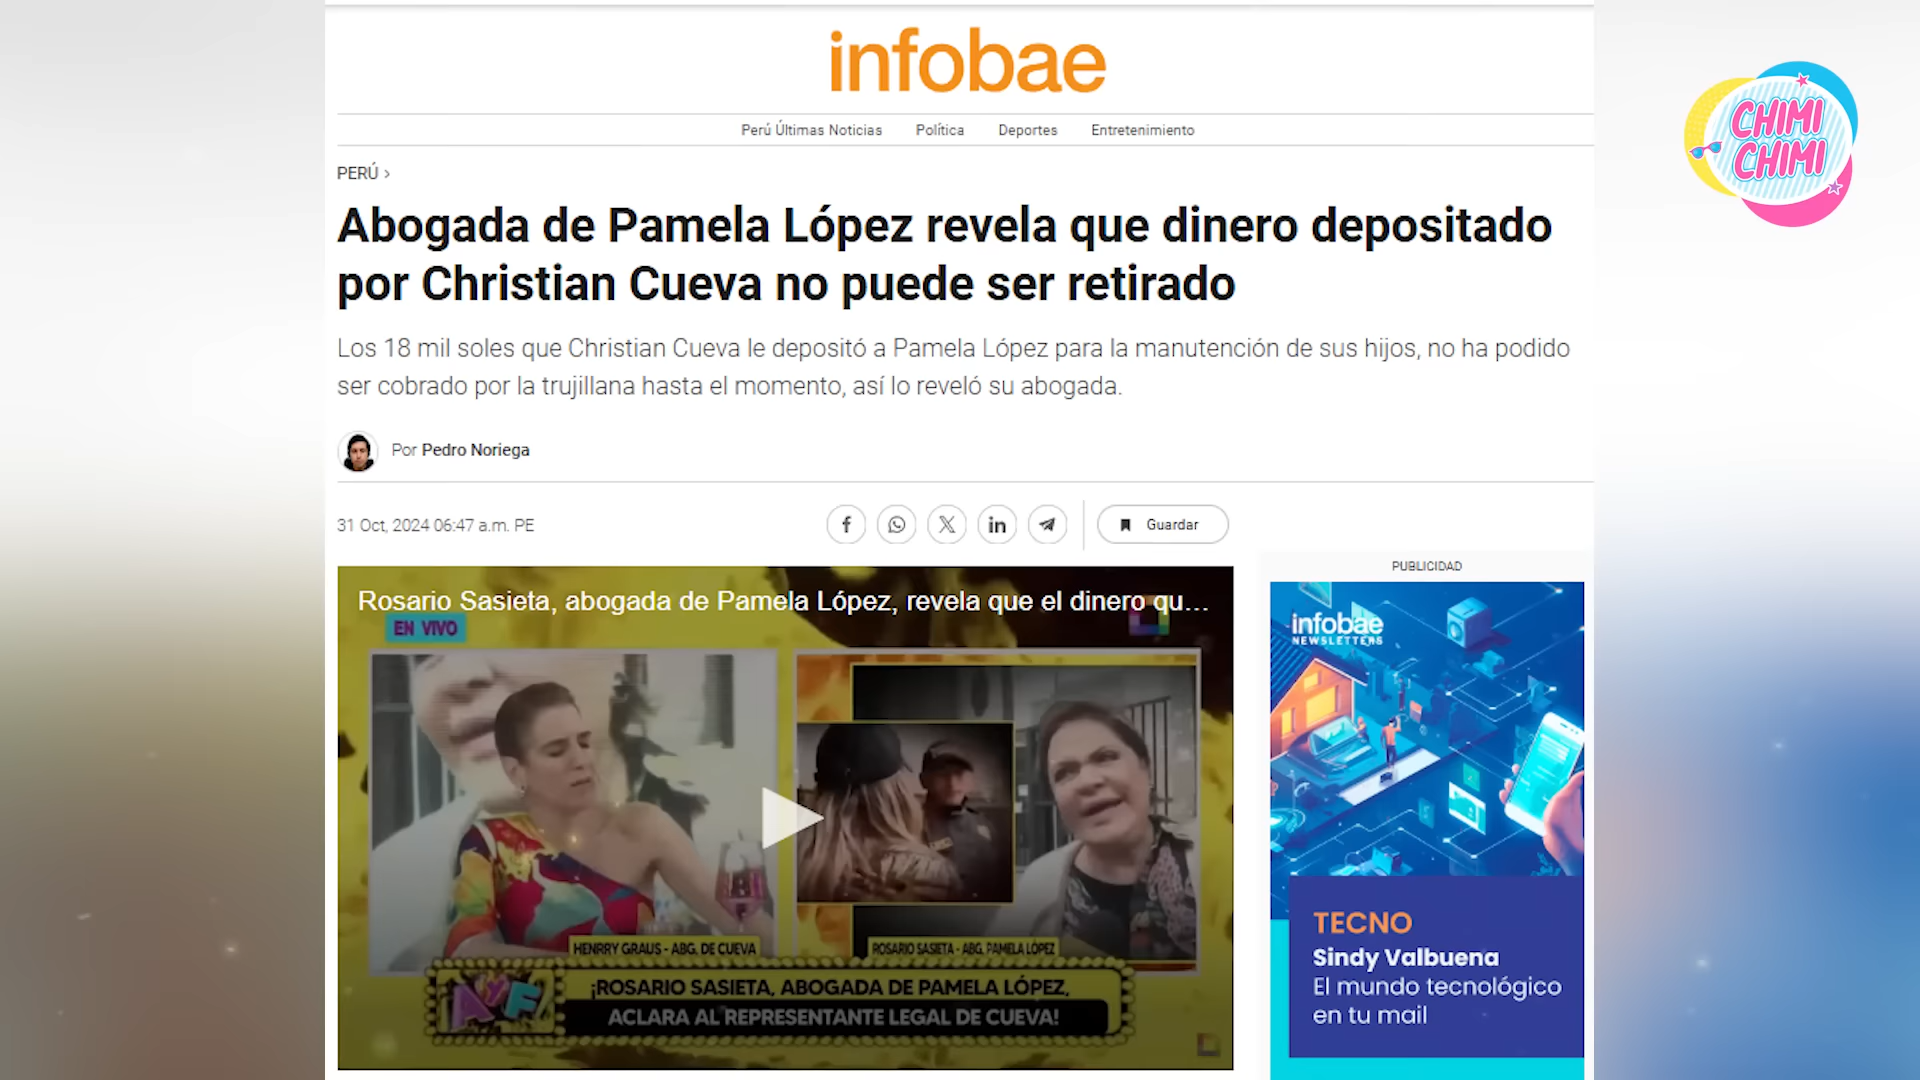 infobae
Perú Últimas Noticias Política Deportes Entretenimiento
CHIMI
CHIMI
PERÚ >
Abogada de Pamela López revela que dinero depositado
por Christian Cueva no puede ser retirado
Los 18 mil soles que Christian Cueva le depositó a Pamela López para la manutención de sus hijos, no ha podido
ser cobrado por la trujillana hasta el momento, así lo reveló su abogada.
Por Pedro Noriega
31 Oct, 2024 06:47 a.m. PE
Guardar
PUBLICIDAD
Rosario Sasieta, abogada de Pamela López, revela que el dinero qu...
EN VIVO
HENRRY GRAUS - ABG. DE CUEVA
ROSARIO SASIETA - ABG. PAMELA LÓPEZ
AyF
¡ROSARIO SASIETA, ABOGADA DE PAMELA LÓPEZ,
ACLARA AL REPRESENTANTE LEGAL DE CUEVA!
infobae
NEWSLETTERS
TECNO
Sindy Valbuena
El mundo tecnológico
en tu mail